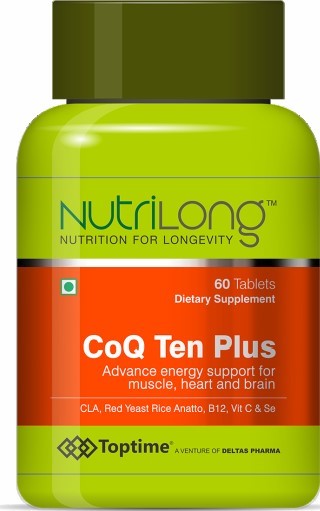 NutriLong™
NUTRITION FOR LONGEVITY
60 Tablets
Dietary Supplement
CoQ Ten Plus
Advance energy support for
muscle, heart and brain
CLA, Red Yeast Rice Anatto, B12, Vit C & Se
Toptime® A VENTURE OF DELTAS PHARMA